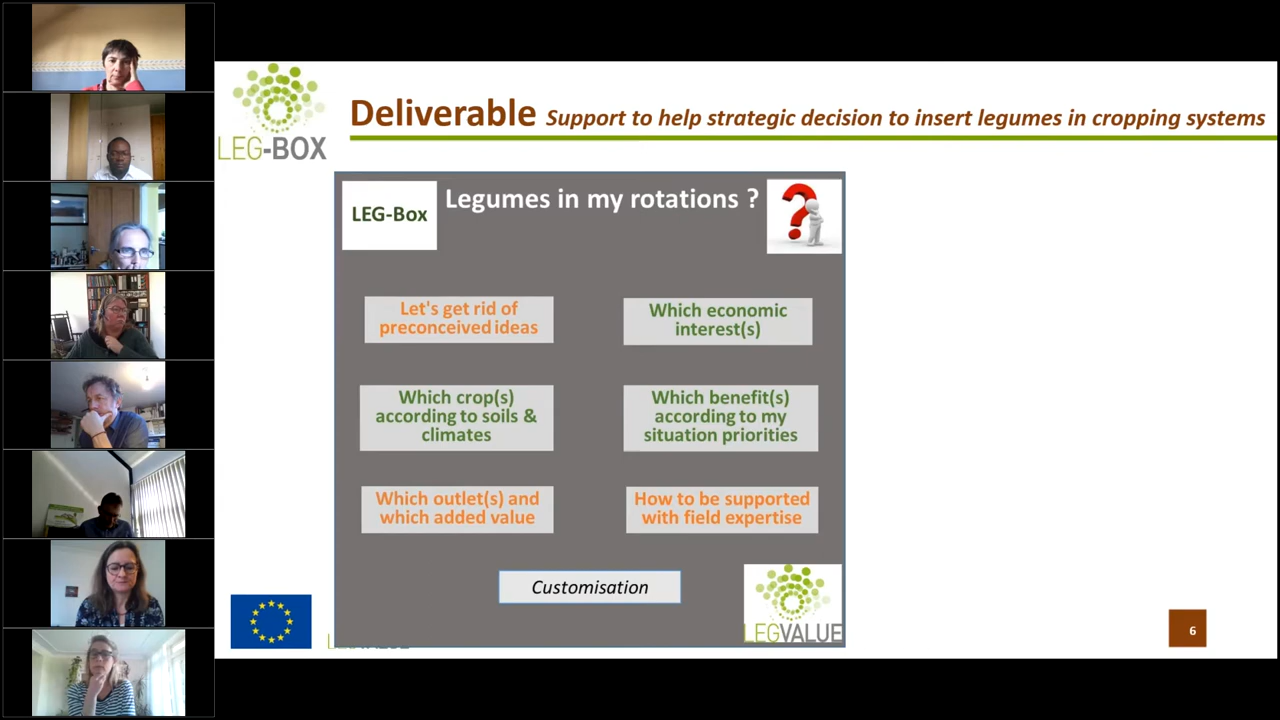 LEG-BOX
Deliverable Support to help strategic decision to insert legumes in cropping systems
LEG-Box
Legumes in my rotations ?
Let's get rid of
preconceived ideas
Which economic
interest(s)
Which crop(s)
according to soils &
climates
Which benefit(s)
according to my
situation priorities
Which outlet(s) and
which added value
How to be supported
with field expertise
Customisation
LEGVALUE
6